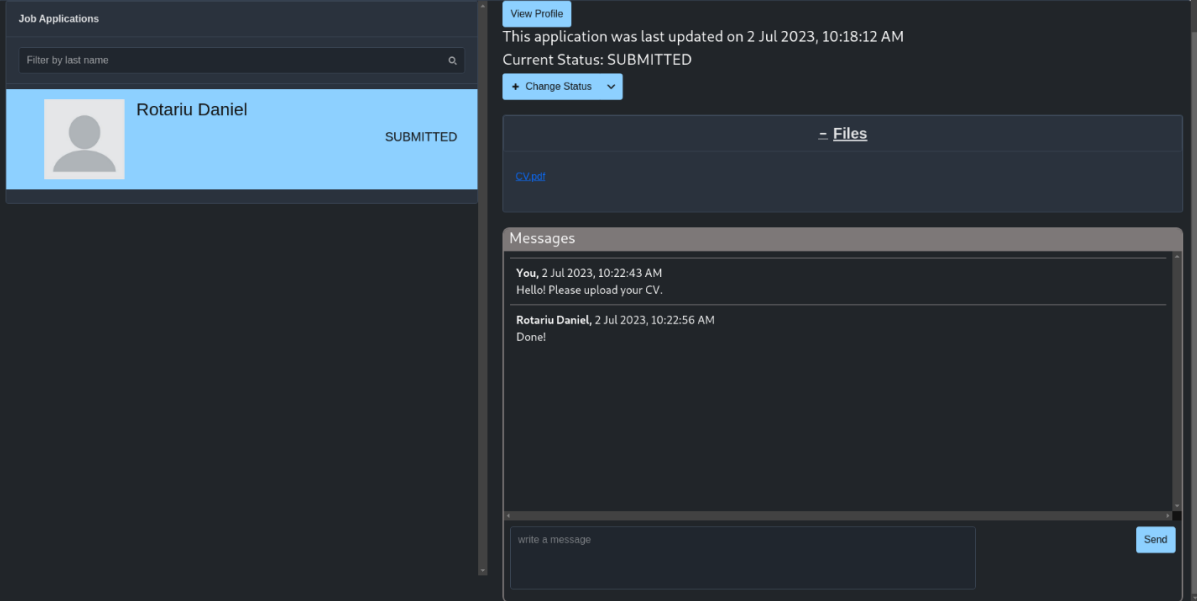 Job Applications
Filter by last name
Rotariu Daniel
SUBMITTED
View Profile
This application was last updated on 2 Jul 2023, 10:18:12 AM
Current Status: SUBMITTED
+ Change Status
– Files
CV.pdf
Messages
You, 2 Jul 2023, 10:22:43 AM
Hello! Please upload your CV.
Rotariu Daniel, 2 Jul 2023, 10:22:56 AM
Done!
write a message
Send